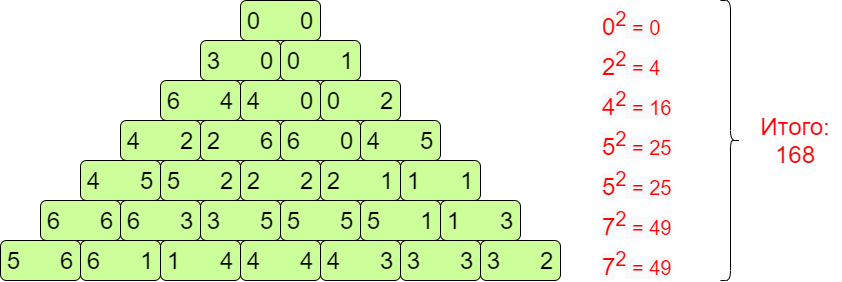 0 0 0² = 0
3 0 0 1 2² = 4
6 4 4 0 0 2 4² = 16
4 2 2 6 6 0 4 5 5² = 25
4 5 5 2 2 2 2 1 1 1 5² = 25
6 6 6 3 3 5 5 5 5 1 1 3 7² = 49
5 6 6 1 1 4 4 4 4 3 3 3 3 2 7² = 49
Итого:
168